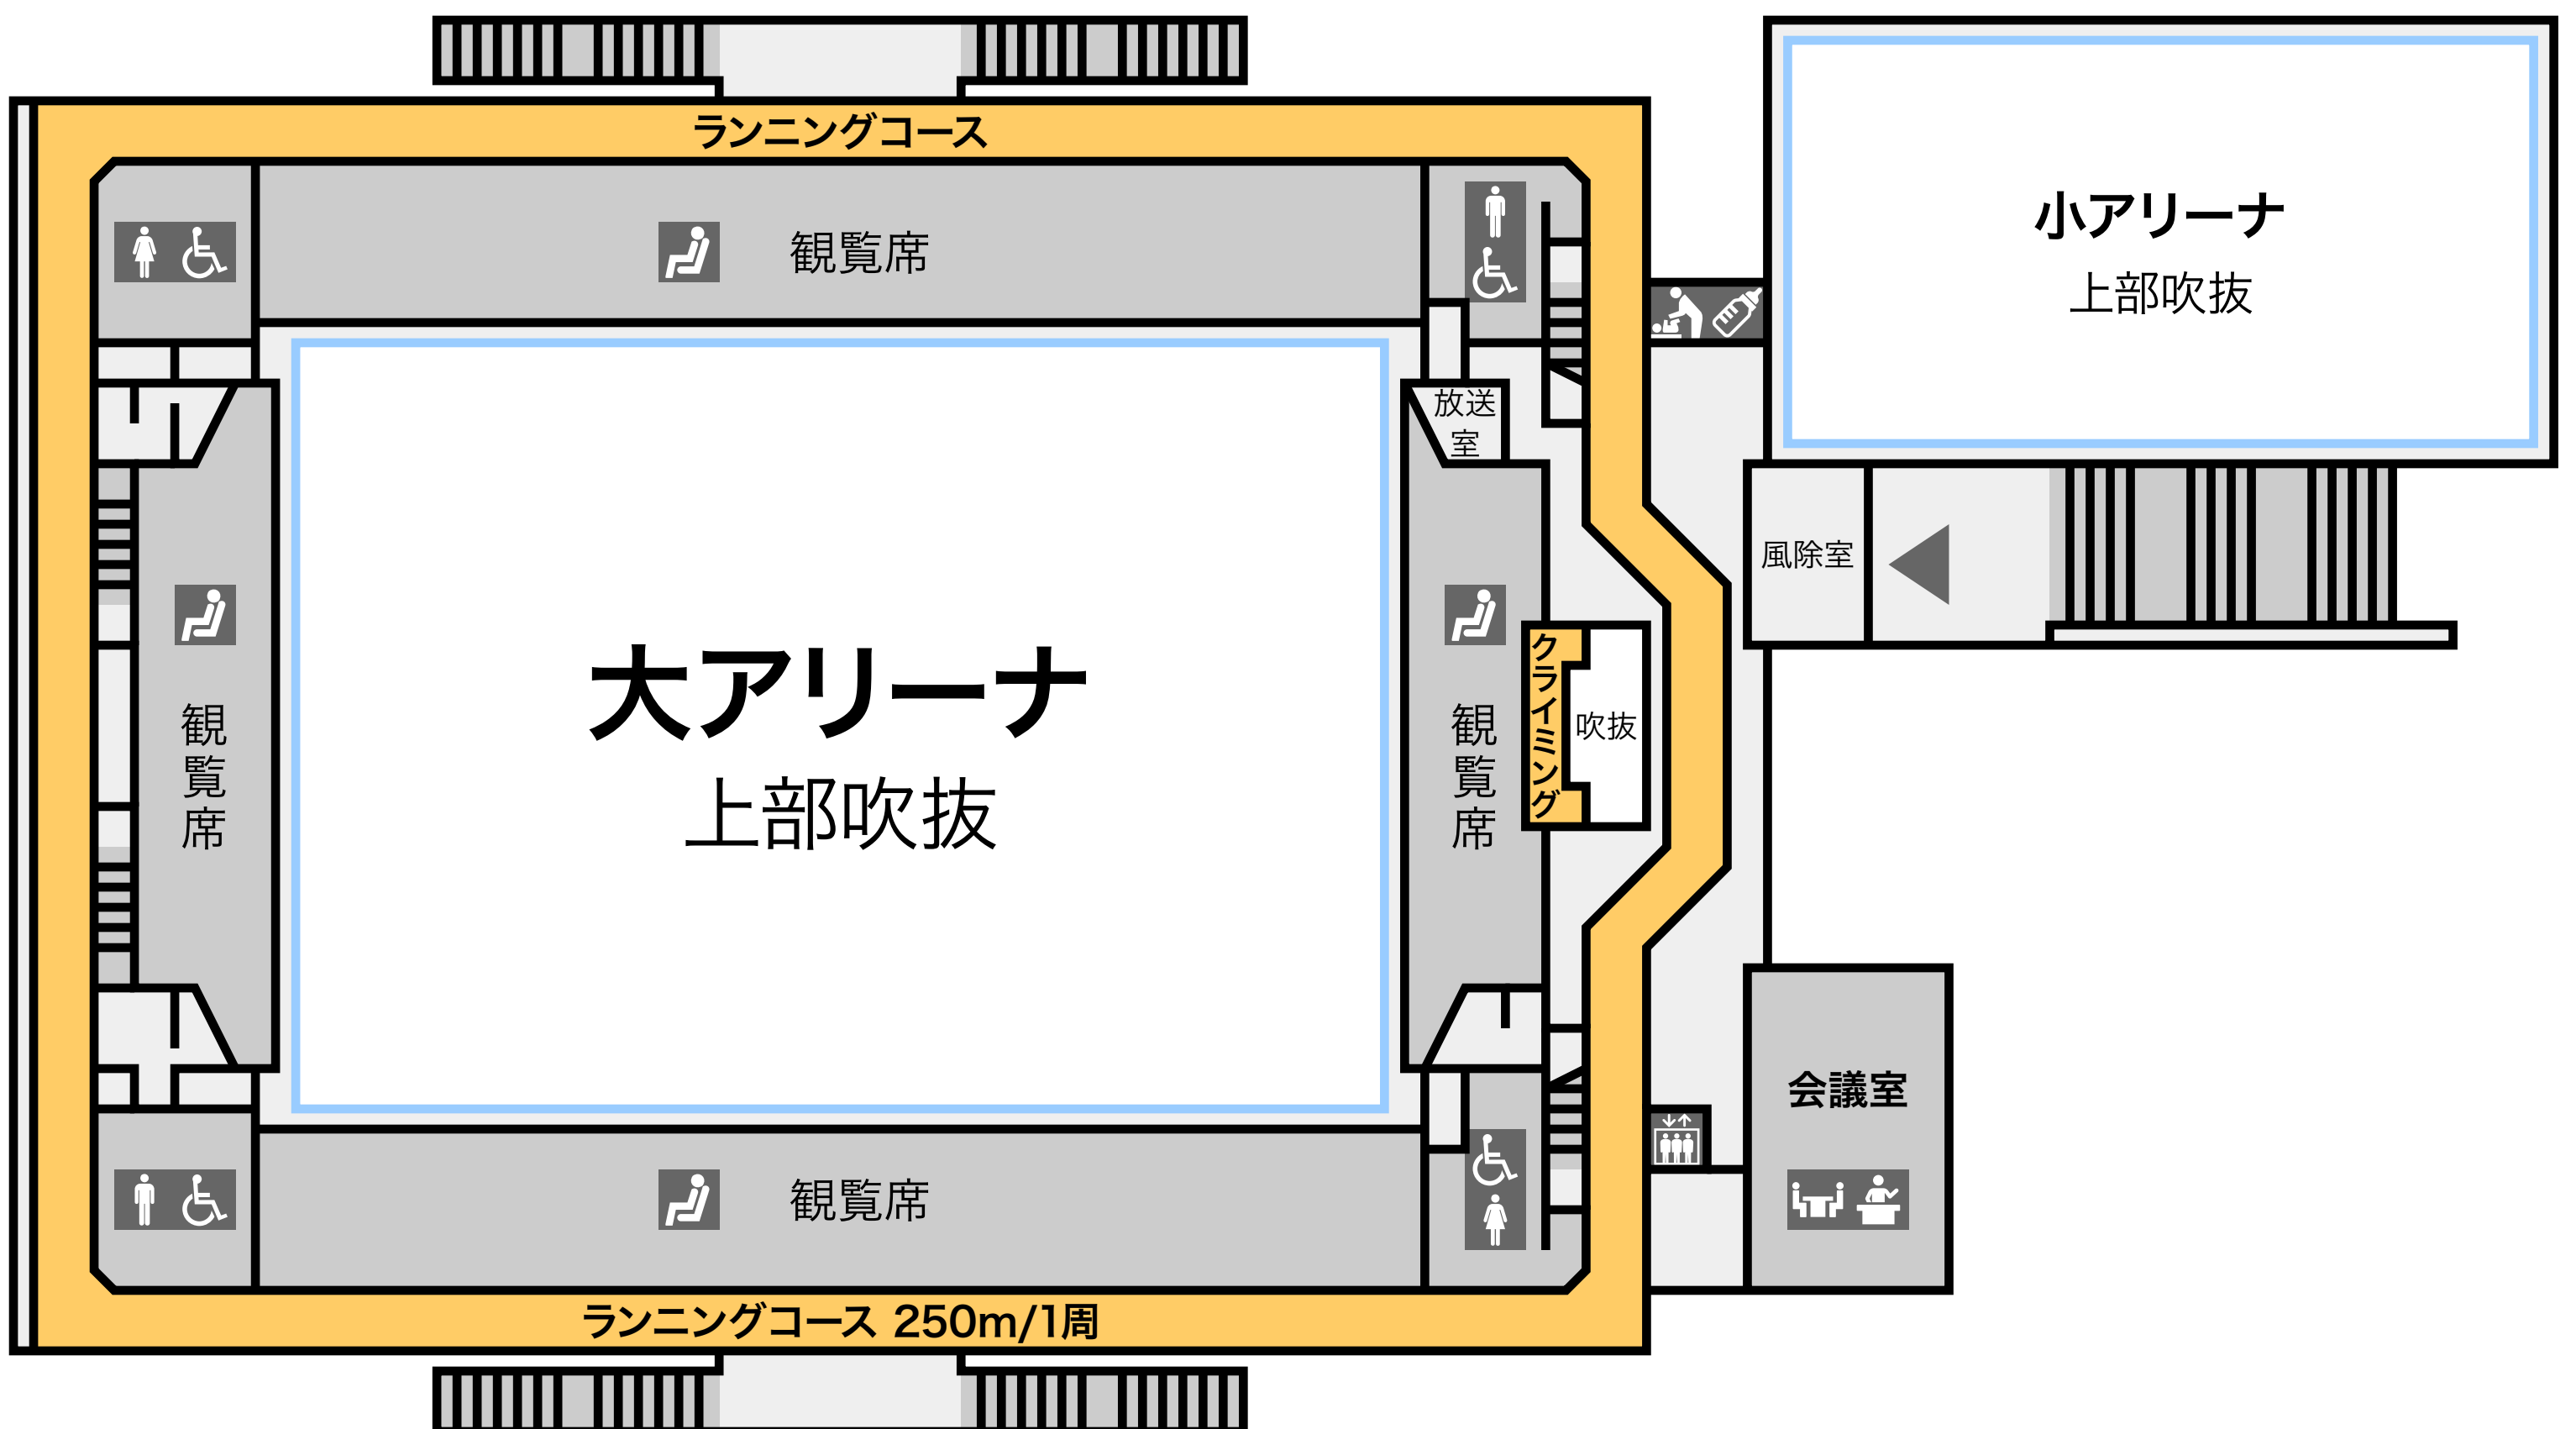 ランニングコース
小アリーナ
上部吹抜
観覧席
放送
室
風除室
大アリーナ
上部吹抜
観覧席
観覧席
クライミング
吹抜
会議室
観覧席
ランニングコース 250m/1周